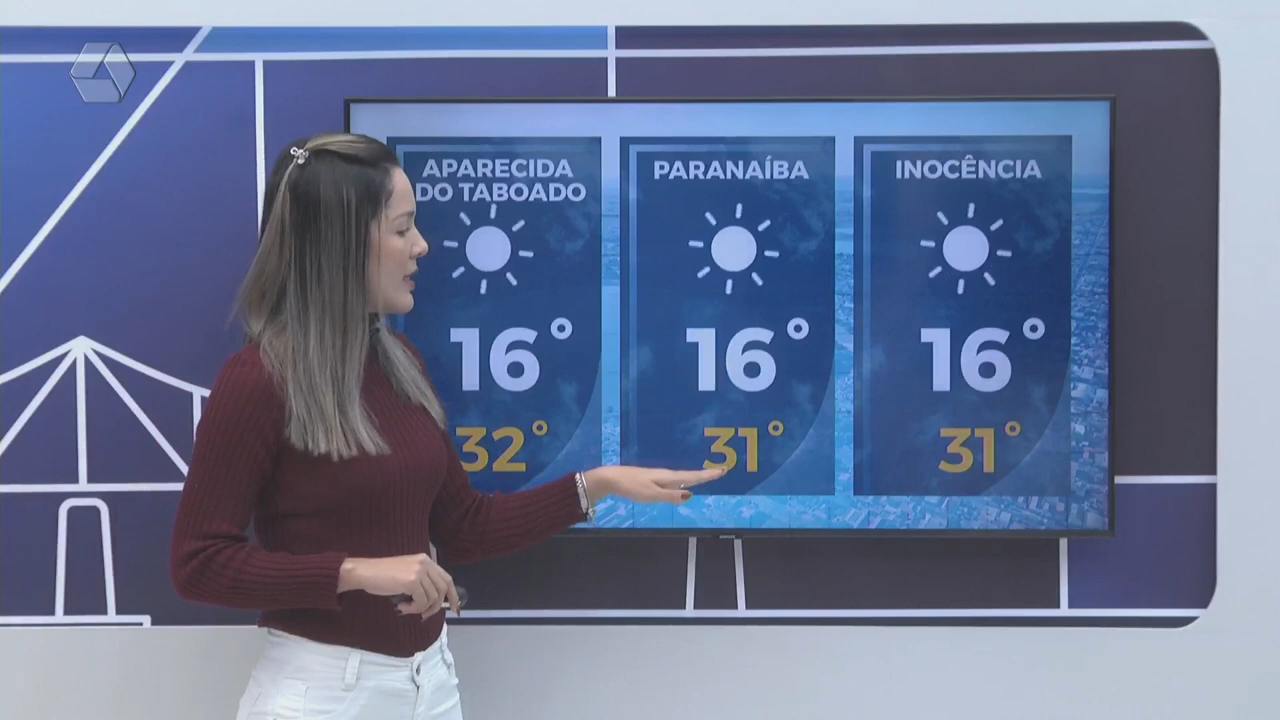 APARECIDA
DO TABOADO
16°
32°
PARANAÍBA
16°
31°
INOCÊNCIA
16°
31°